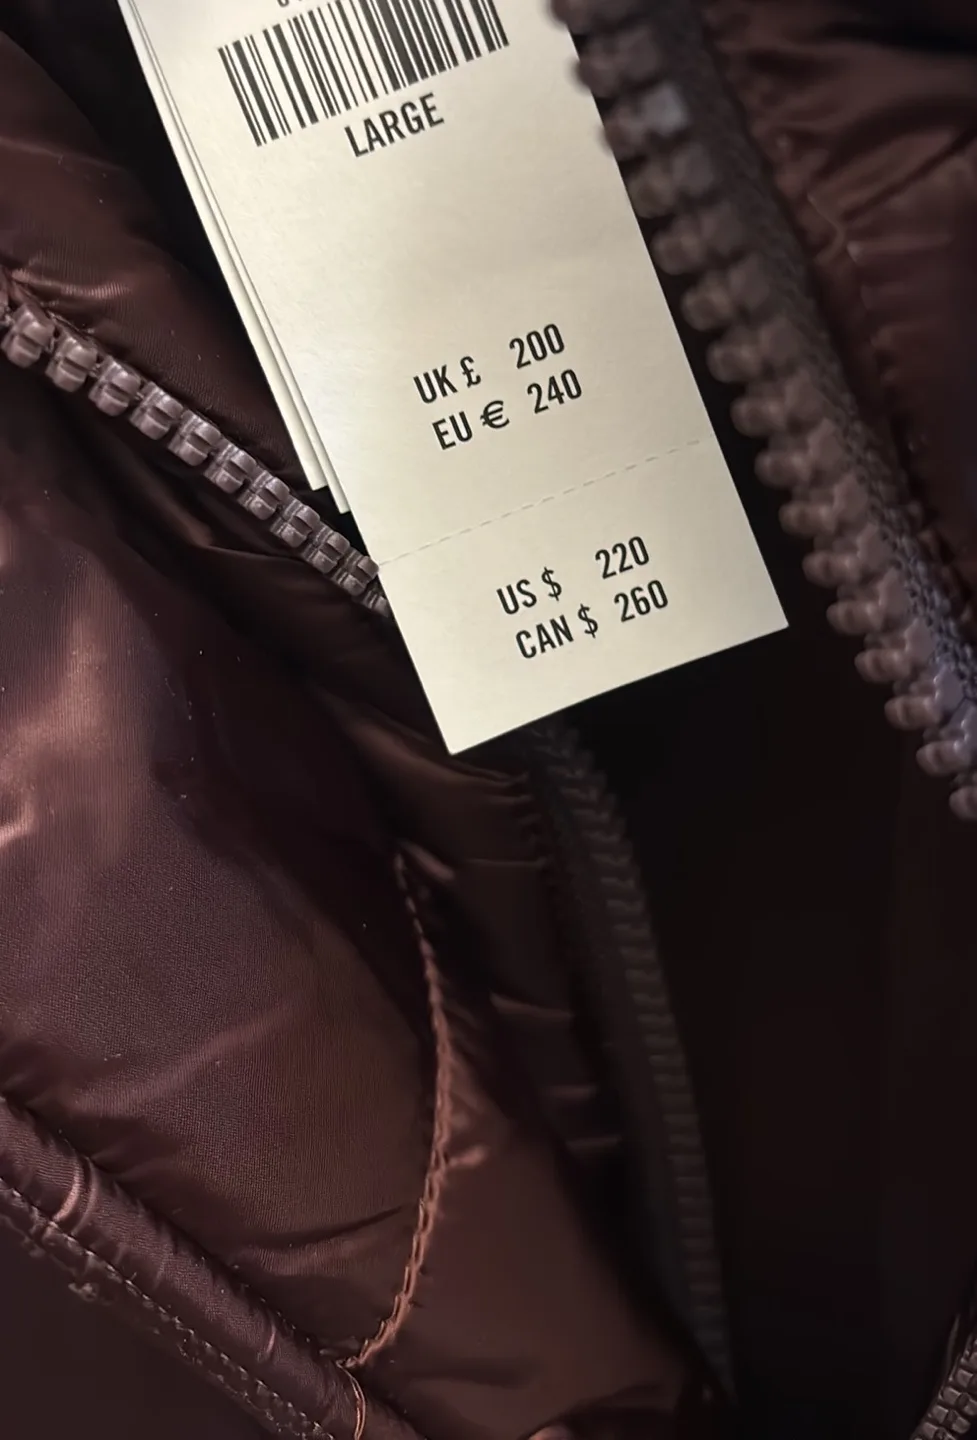 LARGE
UK £ 200
EU € 240
US $ 220
CAN $ 260